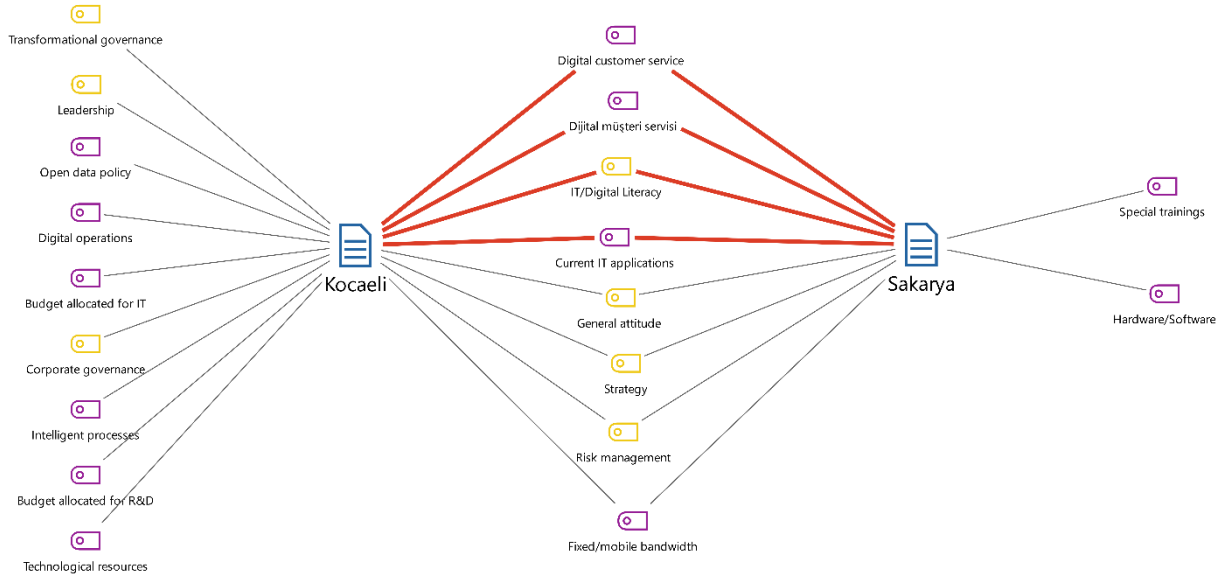 Transformational governance
Leadership
Open data policy
Digital operations
Budget allocated for IT
Corporate governance
Intelligent processes
Budget allocated for R&D
Technological resources
Kocaeli
Digital customer service
Dijital müşteri servisi
IT/Digital Literacy
Current IT applications
General attitude
Strategy
Risk management
Fixed/mobile bandwidth
Sakarya
Special trainings
Hardware/Software